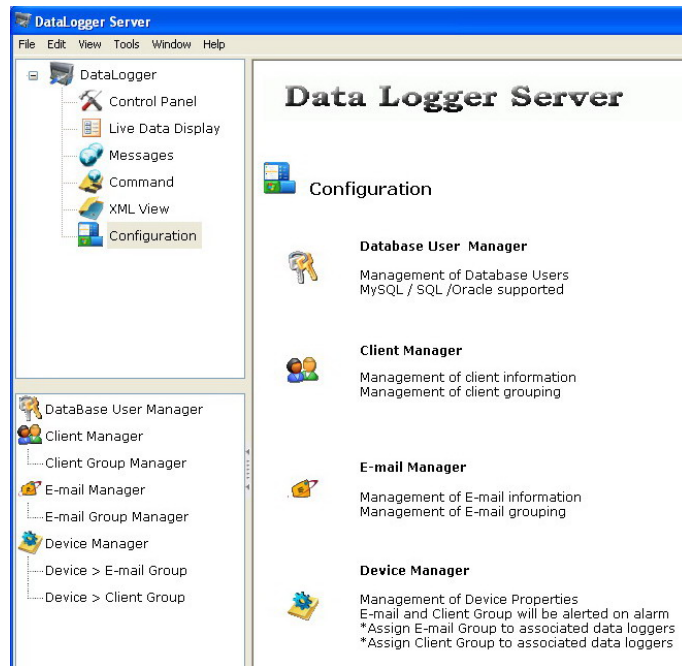 DataLogger Server
File Edit View Tools Window Help
DataLogger
Control Panel
Live Data Display
Messages
Command
XML View
Configuration
DataBase User Manager
Client Manager
Client Group Manager
E-mail Manager
E-mail Group Manager
Device Manager
Device > E-mail Group
Device > Client Group
Data Logger Server
Configuration
Database User Manager
Management of Database Users
MySQL / SQL /Oracle supported
Client Manager
Management of client information
Management of client grouping
E-mail Manager
Management of E-mail information
Management of E-mail grouping
Device Manager
Management of Device Properties
E-mail and Client Group will be alerted on alarm
*Assign E-mail Group to associated data loggers
*Assign Client Group to associated data loggers